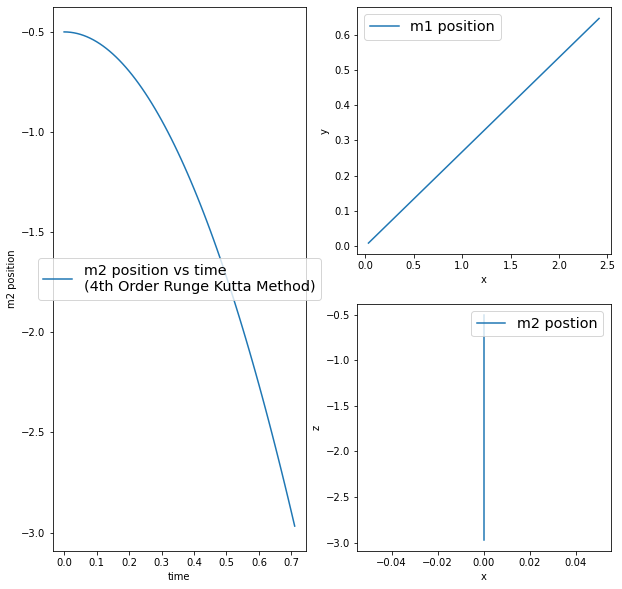 −0.5
−1.0
−1.5
−2.0
−2.5
−3.0
m2 position
m2 position vs time
(4th Order Runge Kutta Method)
0.0 0.1 0.2 0.3 0.4 0.5 0.6 0.7
time
m1 position
0.6
0.5
0.4
0.3
0.2
0.1
0.0
y
0.0 0.5 1.0 1.5 2.0 2.5
x
m2 postion
−0.5
−1.0
−1.5
−2.0
−2.5
−3.0
z
−0.04 −0.02 0.00 0.02 0.04
x